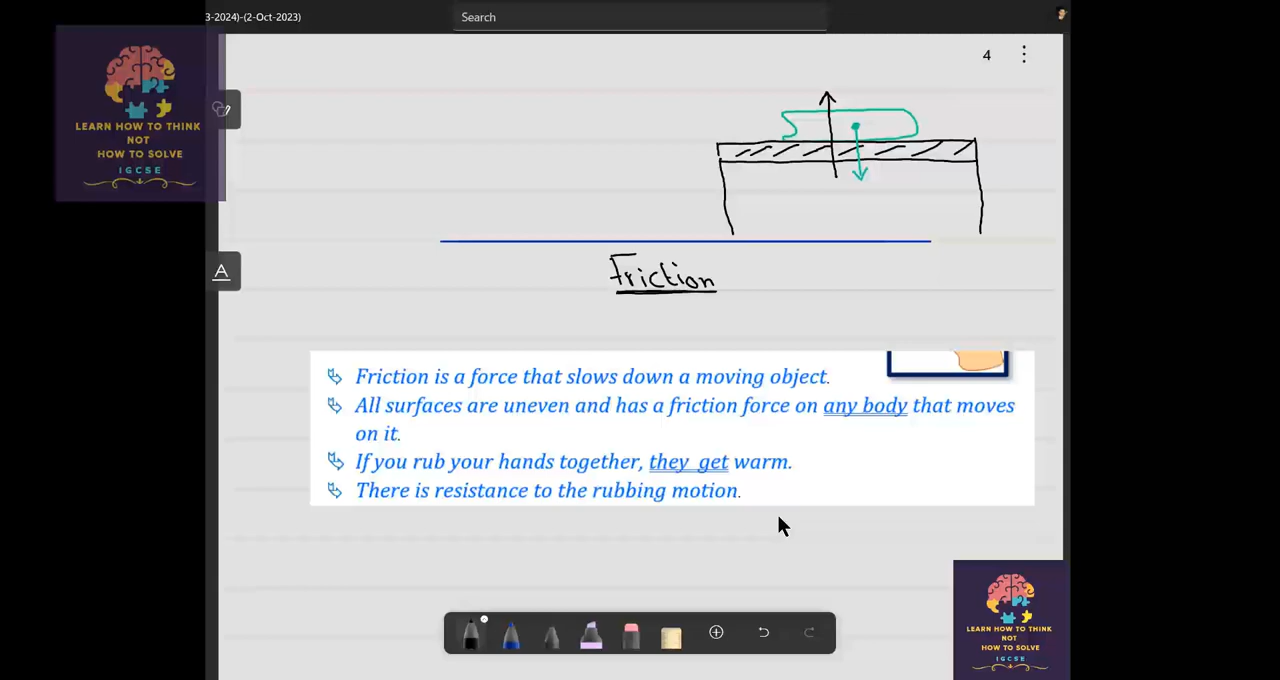 3-2024)-(2-Oct-2023)
Search
LEARN HOW TO THINK
NOT
HOW TO SOLVE
IGCSE
4
Friction
Friction is a force that slows down a moving object.
All surfaces are uneven and has a friction force on any body that moves
on it.
If you rub your hands together, they get warm.
There is resistance to the rubbing motion.
A
LEARN HOW TO THINK
NOT
HOW TO SOLVE
IGCSE